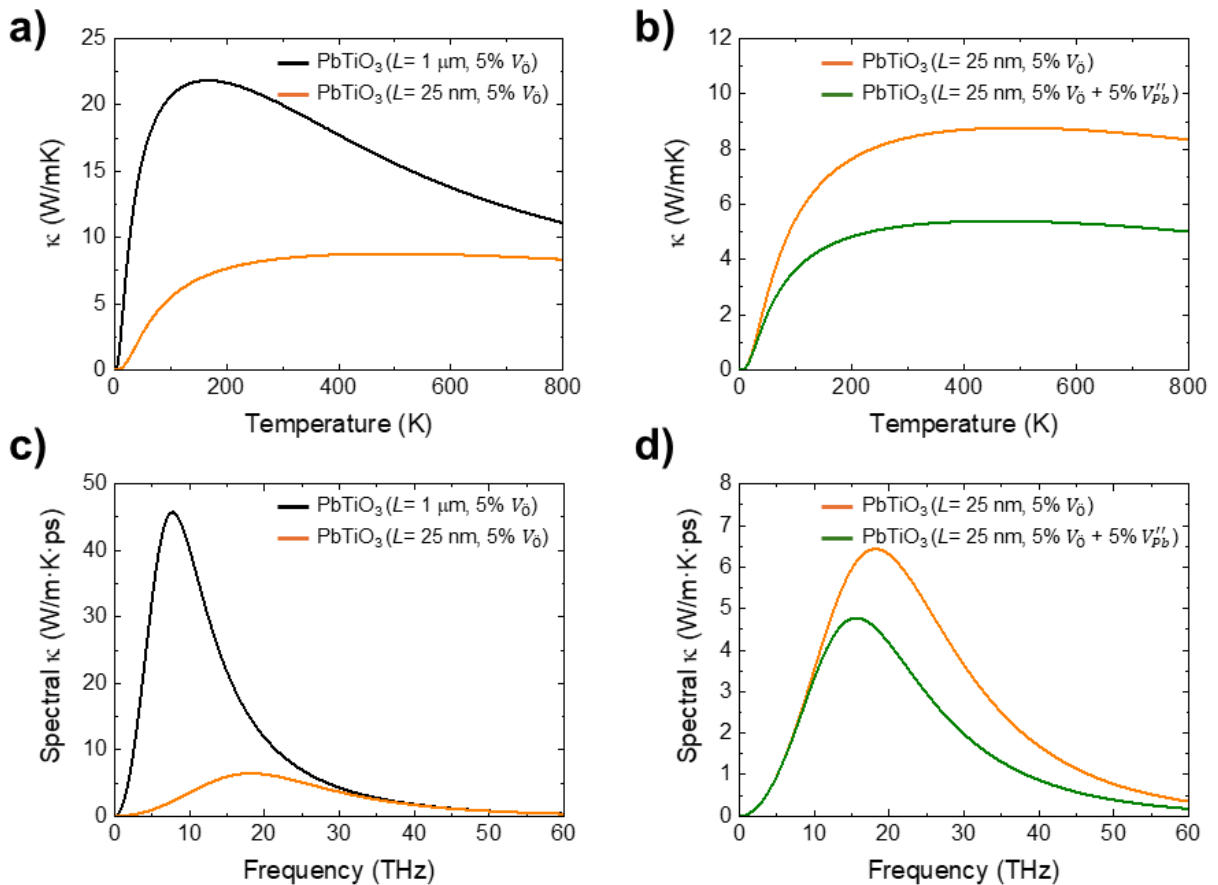 a)
25
20
15
10
5
0
κ (W/mK)
PbTiO₃ (L= 1 μm, 5% V_Ö)
PbTiO₃ (L= 25 nm, 5% V_Ö)
0 200 400 600 800
Temperature (K)
b)
12
10
8
6
4
2
0
κ (W/mK)
PbTiO₃ (L= 25 nm, 5% V_Ö)
PbTiO₃ (L= 25 nm, 5% V_Ö + 5% V''_Pb)
0 200 400 600 800
Temperature (K)
c)
50
40
30
20
10
0
Spectral κ (W/m·K·ps)
PbTiO₃ (L= 1 μm, 5% V_Ö)
PbTiO₃ (L= 25 nm, 5% V_Ö)
0 10 20 30 40 50 60
Frequency (THz)
d)
8
7
6
5
4
3
2
1
0
Spectral κ (W/m·K·ps)
PbTiO₃ (L= 25 nm, 5% V_Ö)
PbTiO₃ (L= 25 nm, 5% V_Ö + 5% V''_Pb)
0 10 20 30 40 50 60
Frequency (THz)